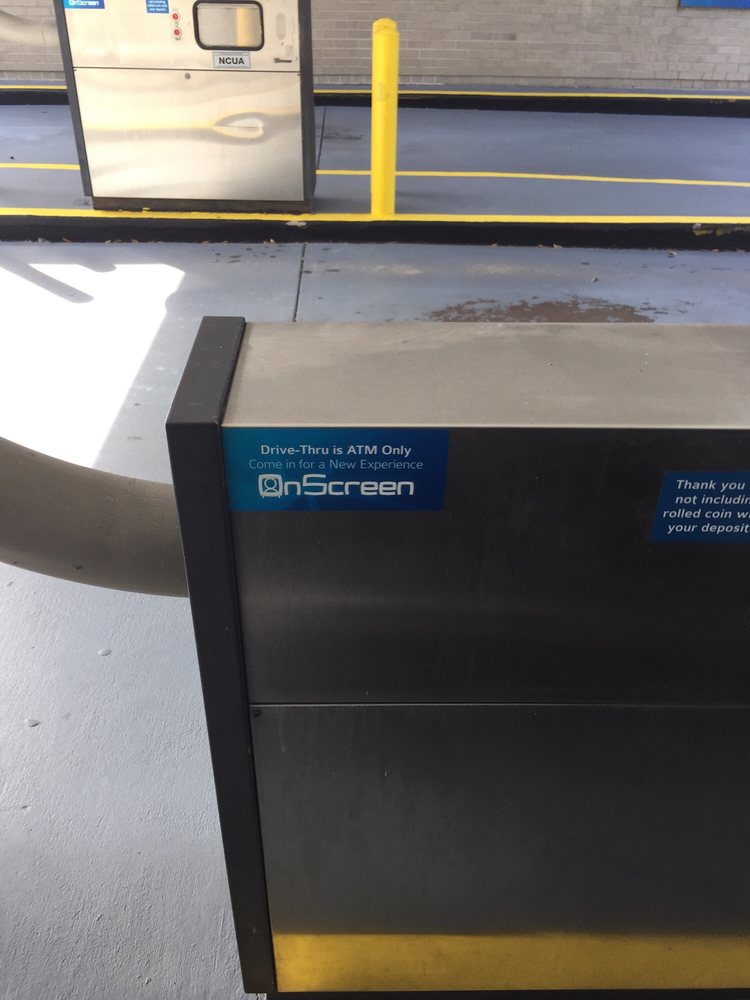 OnScreen
NCUA
Drive-Thru is ATM Only
Come in for a New Experience
OnScreen
Thank you
not includin
rolled coin w
your deposit